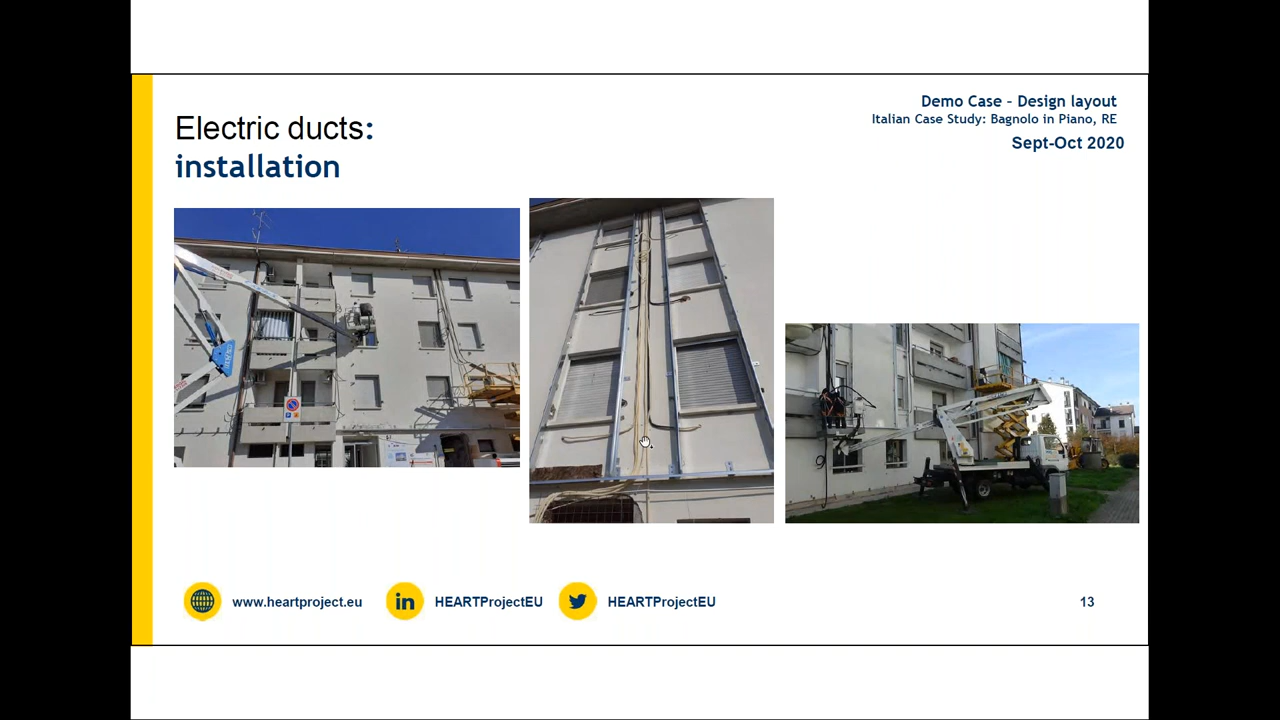 Demo Case – Design layout
Italian Case Study: Bagnolo in Piano, RE
Sept-Oct 2020
Electric ducts:
installation
www.heartproject.eu
in
HEARTProjectEU
HEARTProjectEU
13